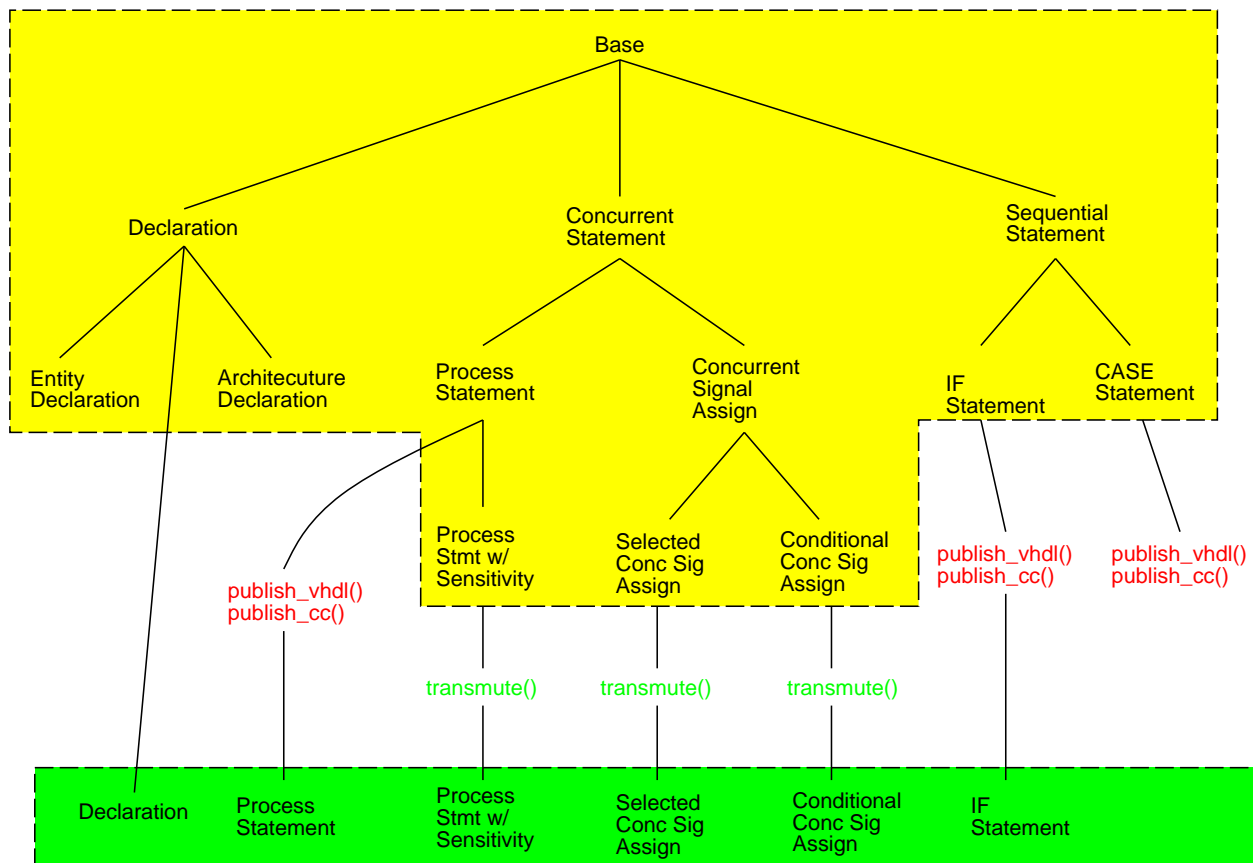 Base
Declaration
Concurrent
Statement
Sequential
Statement
Entity
Declaration
Architecuture
Declaration
Process
Statement
Concurrent
Signal
Assign
IF
Statement
CASE
Statement
Process
Stmt w/
Sensitivity
Selected
Conc Sig
Assign
Conditional
Conc Sig
Assign
publish_vhdl()
publish_cc()
publish_vhdl()
publish_cc()
publish_vhdl()
publish_cc()
transmute()
transmute()
transmute()
Declaration
Process
Statement
Process
Stmt w/
Sensitivity
Selected
Conc Sig
Assign
Conditional
Conc Sig
Assign
IF
Statement